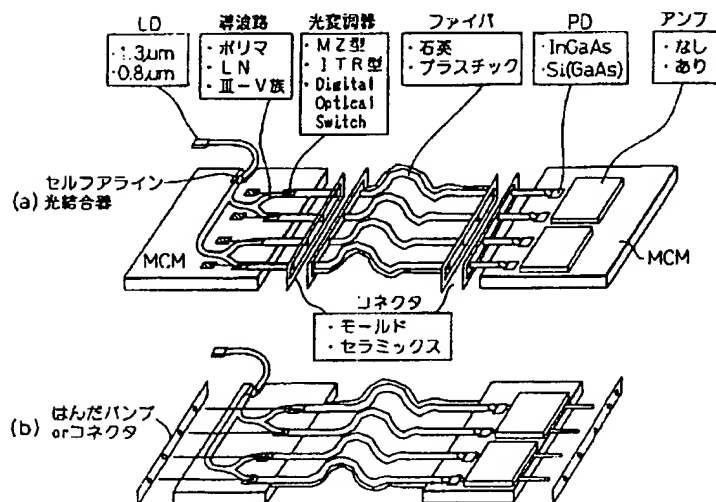 LD
・1.3μm
・0.8μm
導波路
・ポリマ
・LN
・Ⅲ－Ⅴ族
光変調器
・MZ型
・ITR型
・Digital
Optical
Switch
ファイバ
・石英
・プラスチック
PD
・InGaAs
・Si(GaAs)
アンプ
・なし
・あり
(a)
セルフアライン
光結合器
MCM
MCM
コネクタ
・モールド
・セラミックス
(b)
はんだバンプ
orコネクタ